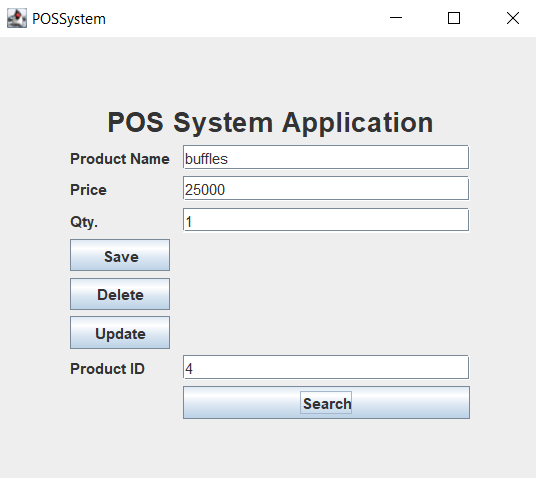 POSSystem
POS System Application
Product Name buffles
Price 25000
Qty. 1
Save
Delete
Update
Product ID 4
Search